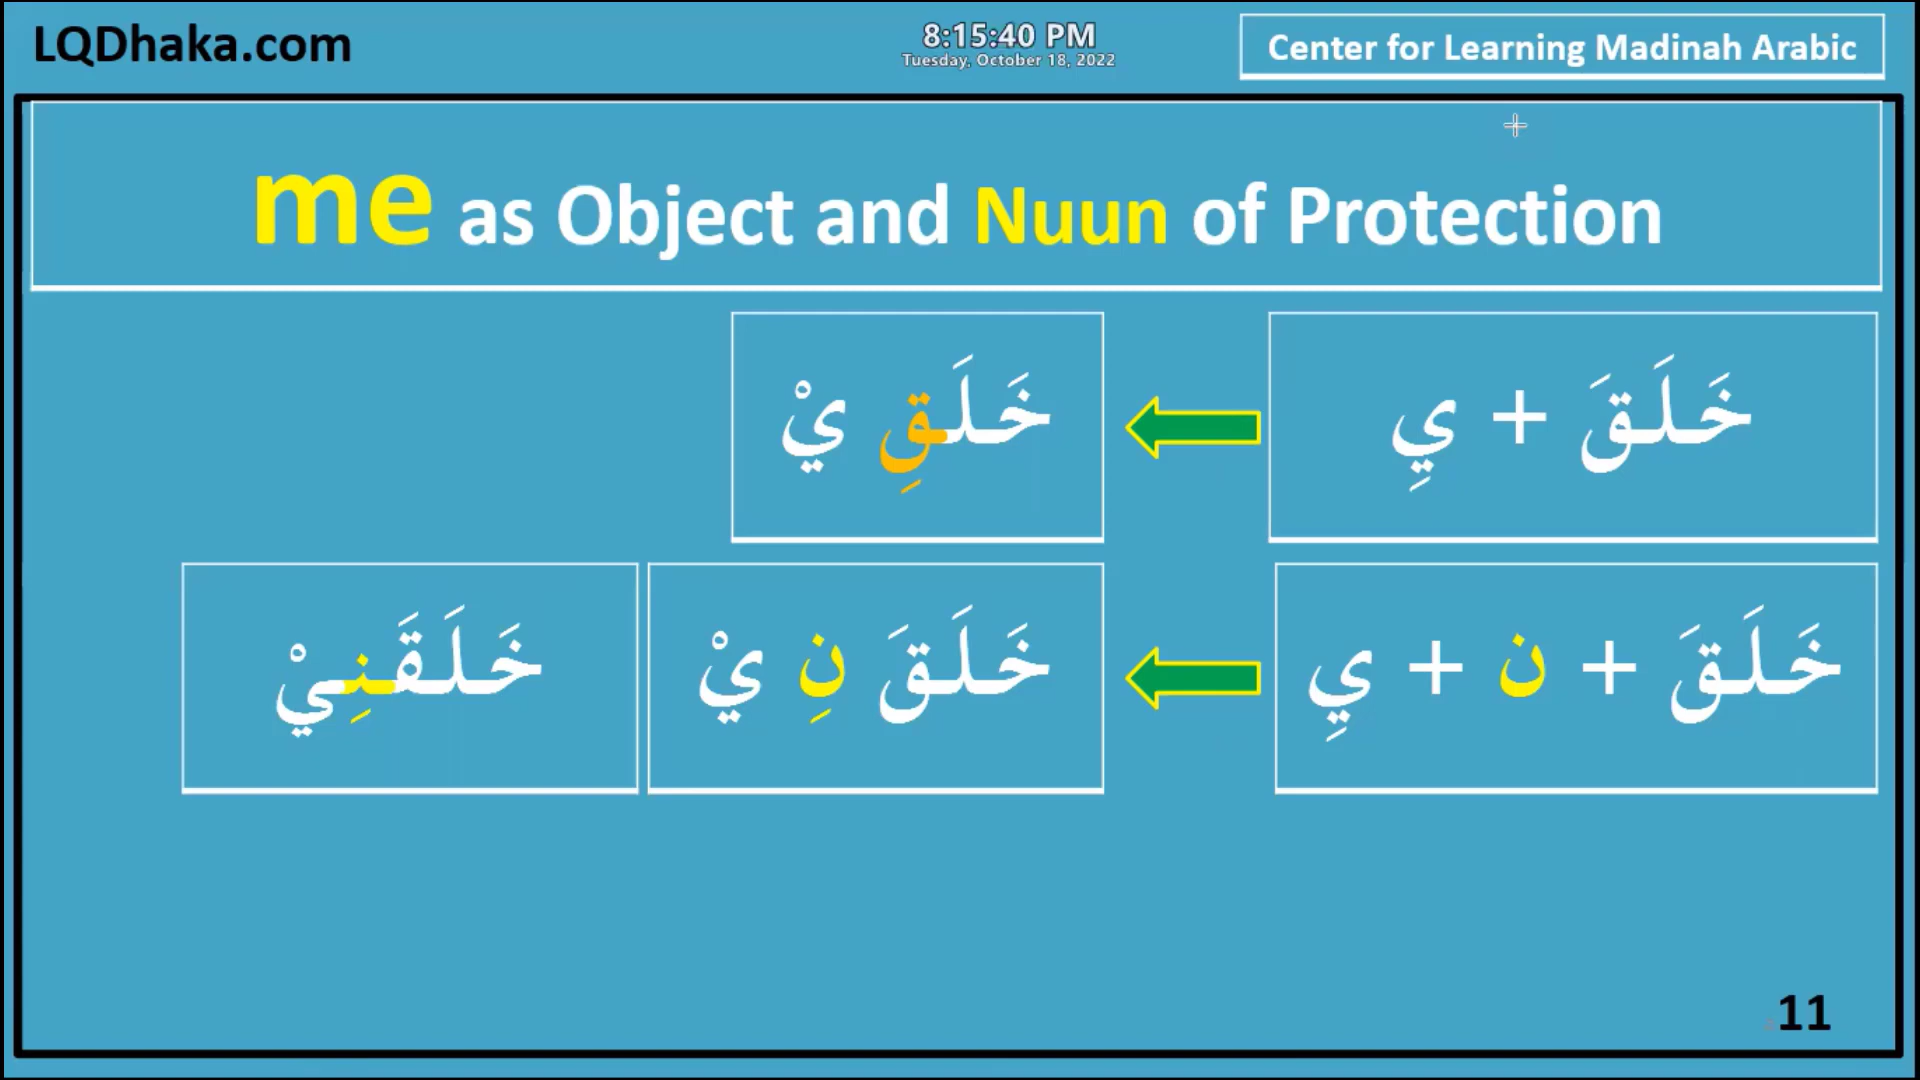 LQDhaka.com
8:15:40 PM
Tuesday, October 18, 2022
Center for Learning Madinah Arabic
me as Object and Nuun of Protection
خَلَقَ + يِ
خَلَقِ يْ
خَلَقَ + ن + يِ
خَلَقَ نِ يْ
خَلَقَنِيْ
11